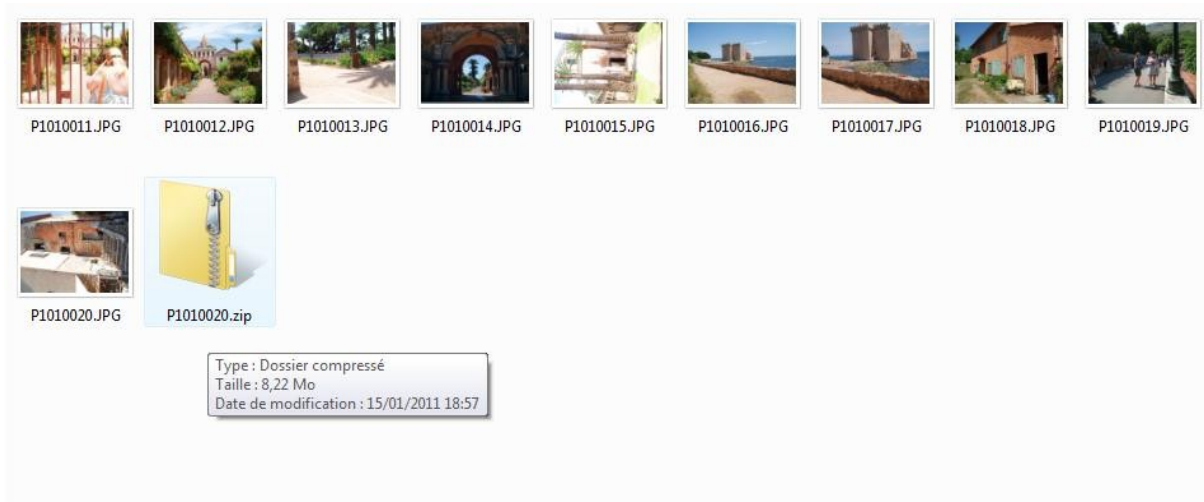 P1010011.JPG P1010012.JPG P1010013.JPG P1010014.JPG P1010015.JPG P1010016.JPG P1010017.JPG P1010018.JPG P1010019.JPG
P1010020.JPG P1010020.zip
Type : Dossier compressé
Taille : 8,22 Mo
Date de modification : 15/01/2011 18:57